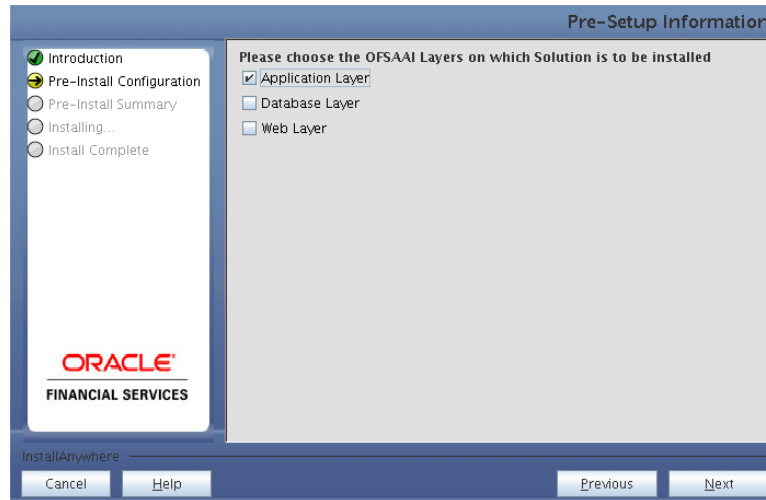 Pre-Setup Information
Introduction
Pre-Install Configuration
Pre-Install Summary
Installing...
Install Complete
Please choose the OFSAAI Layers on which Solution is to be installed
Application Layer
Database Layer
Web Layer
ORACLE
FINANCIAL SERVICES
InstallAnywhere
Cancel
Help
Previous
Next